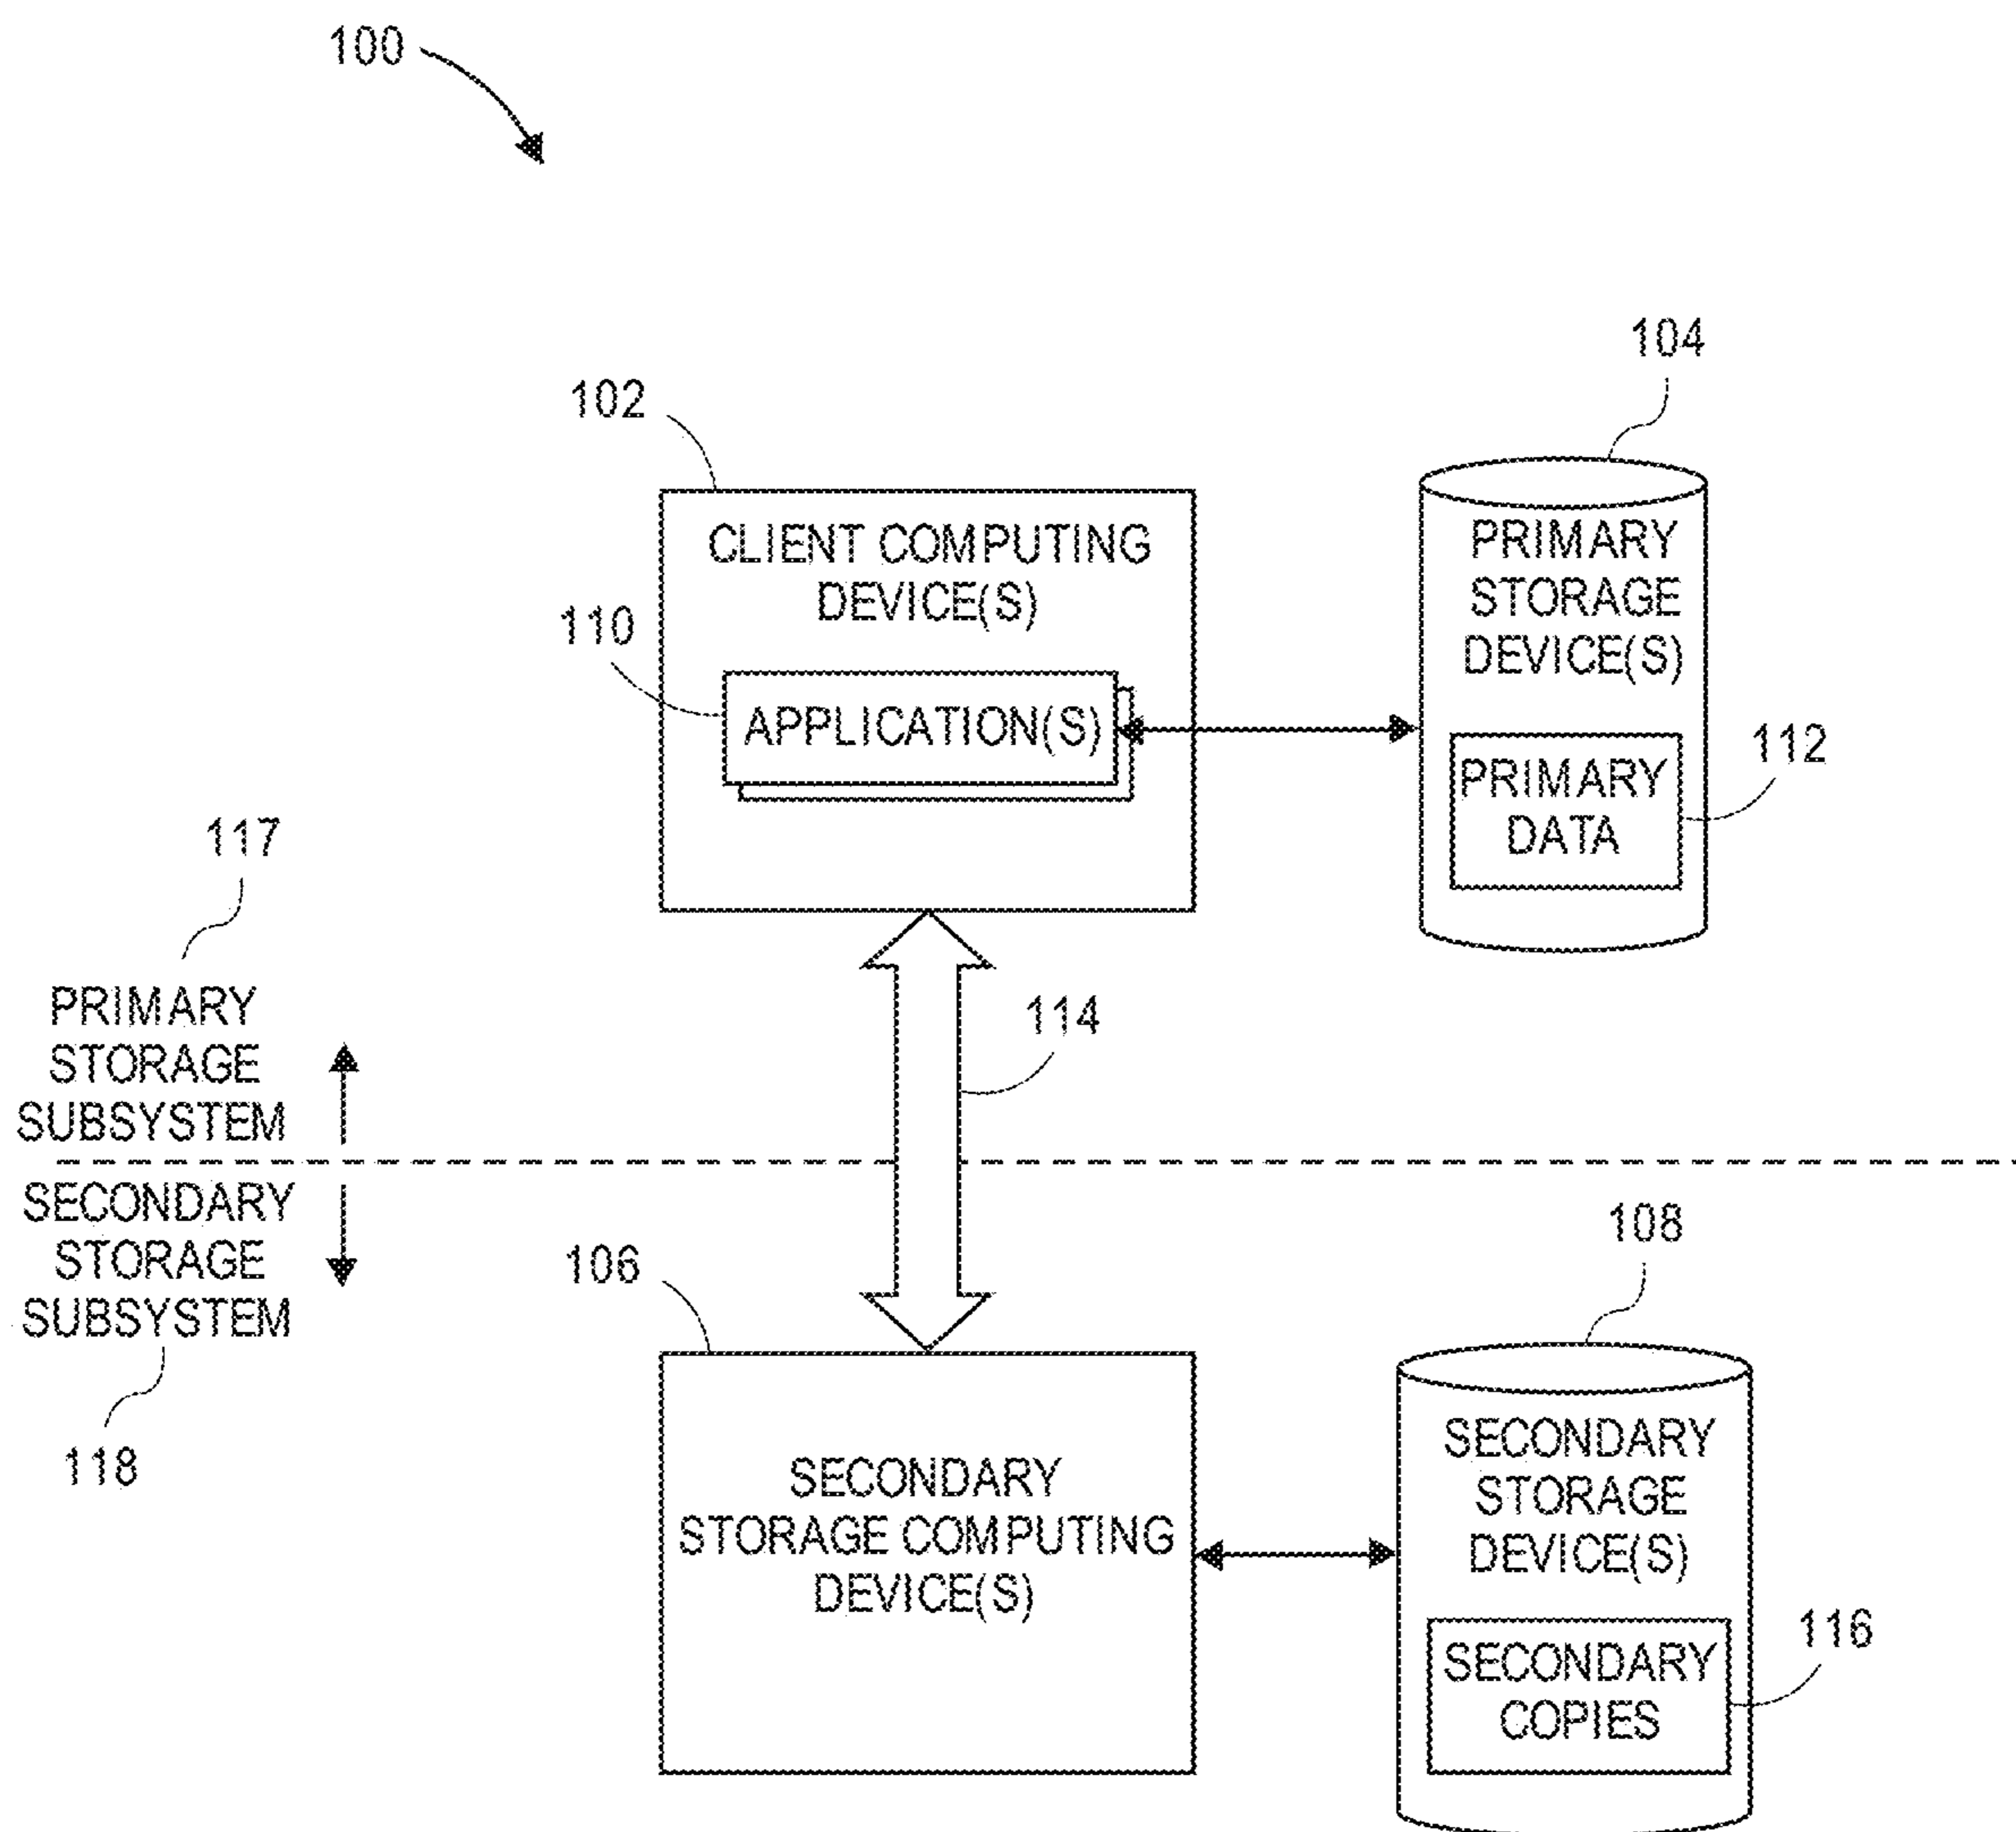 100
104
102
CLIENT COMPUTING
DEVICE(S)
110
APPLICATION(S)
PRIMARY
STORAGE
DEVICE(S)
PRIMARY
DATA
112
117
PRIMARY
STORAGE
SUBSYSTEM
114
SECONDARY
STORAGE
SUBSYSTEM
118
106
SECONDARY
STORAGE COMPUTING
DEVICE(S)
108
SECONDARY
STORAGE
DEVICE(S)
SECONDARY
COPIES
116